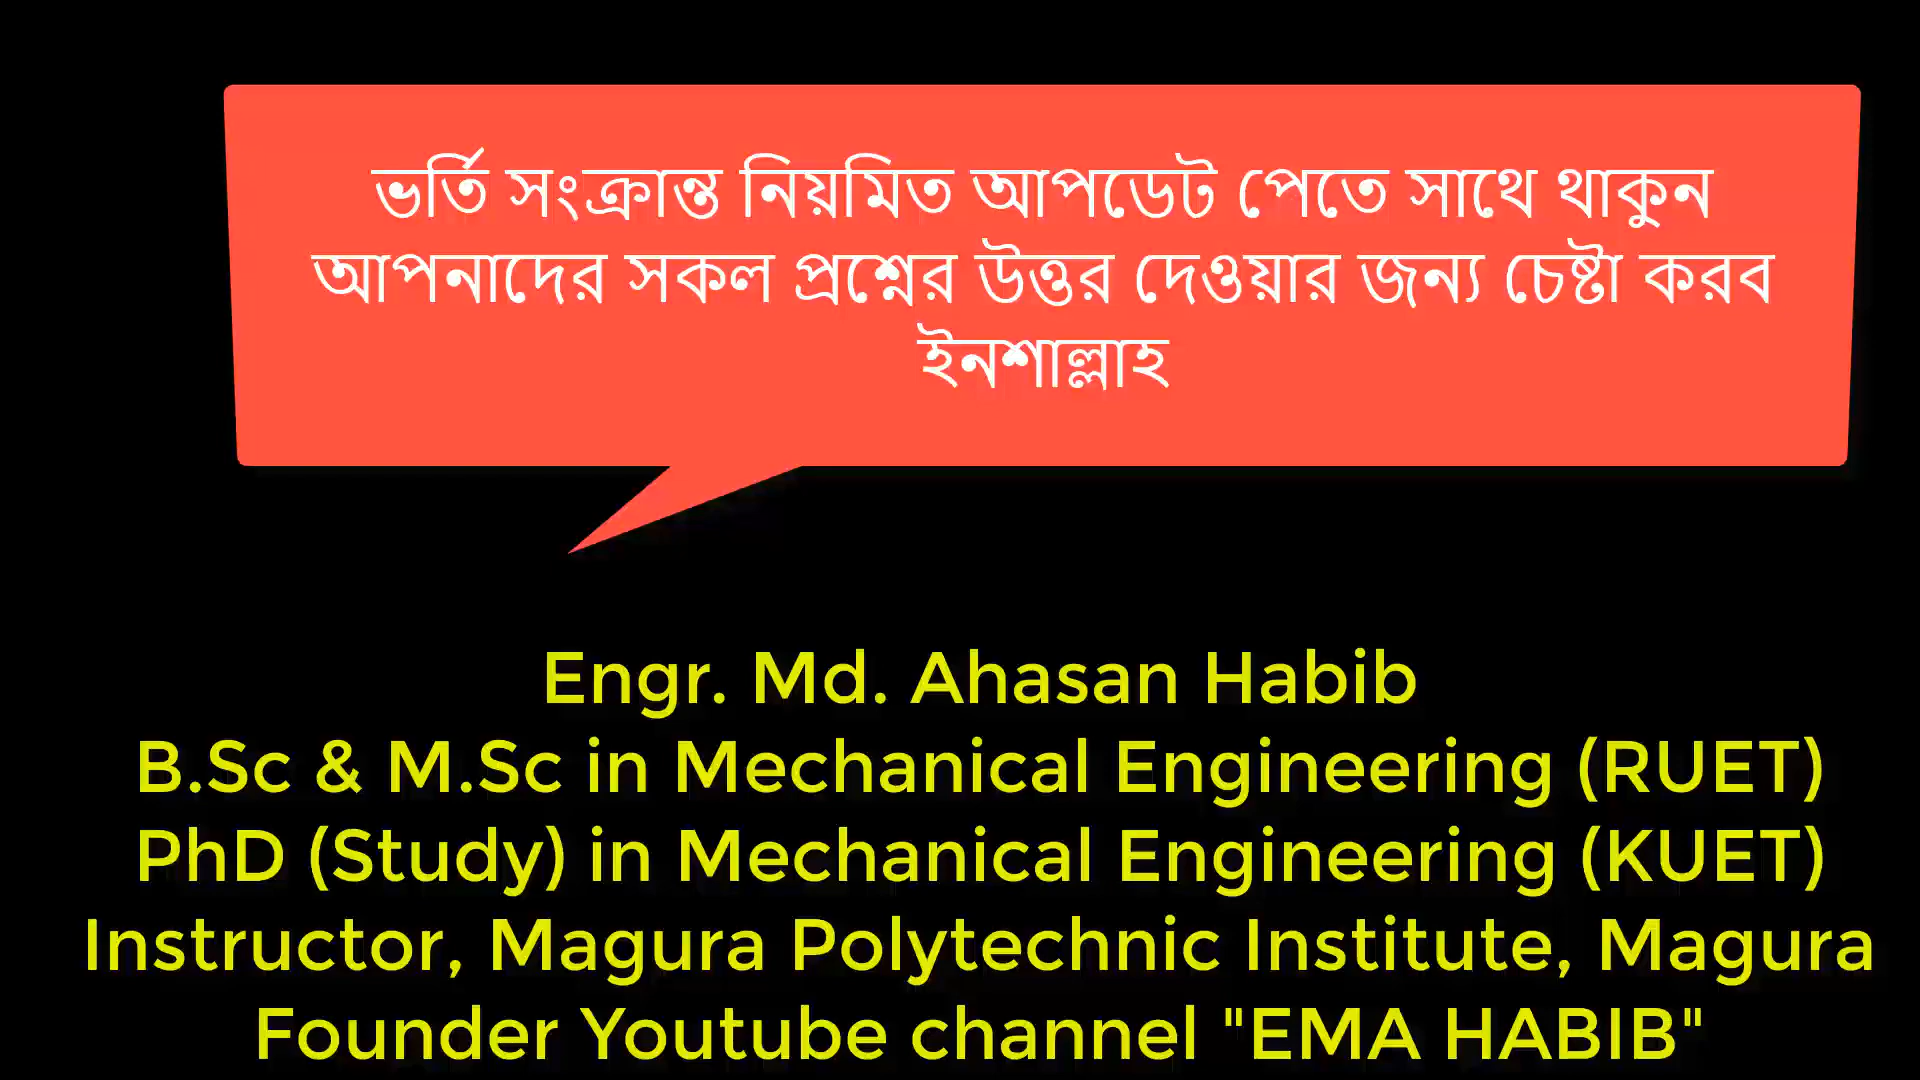 ভর্তি সংক্রান্ত নিয়মিত আপডেট পেতে সাথে থাকুন
আপনাদের সকল প্রশ্নের উত্তর দেওয়ার জন্য চেষ্টা করব
ইনশাল্লাহ
Engr. Md. Ahasan Habib
B.Sc & M.Sc in Mechanical Engineering (RUET)
PhD (Study) in Mechanical Engineering (KUET)
Instructor, Magura Polytechnic Institute, Magura
Founder Youtube channel "EMA HABIB"